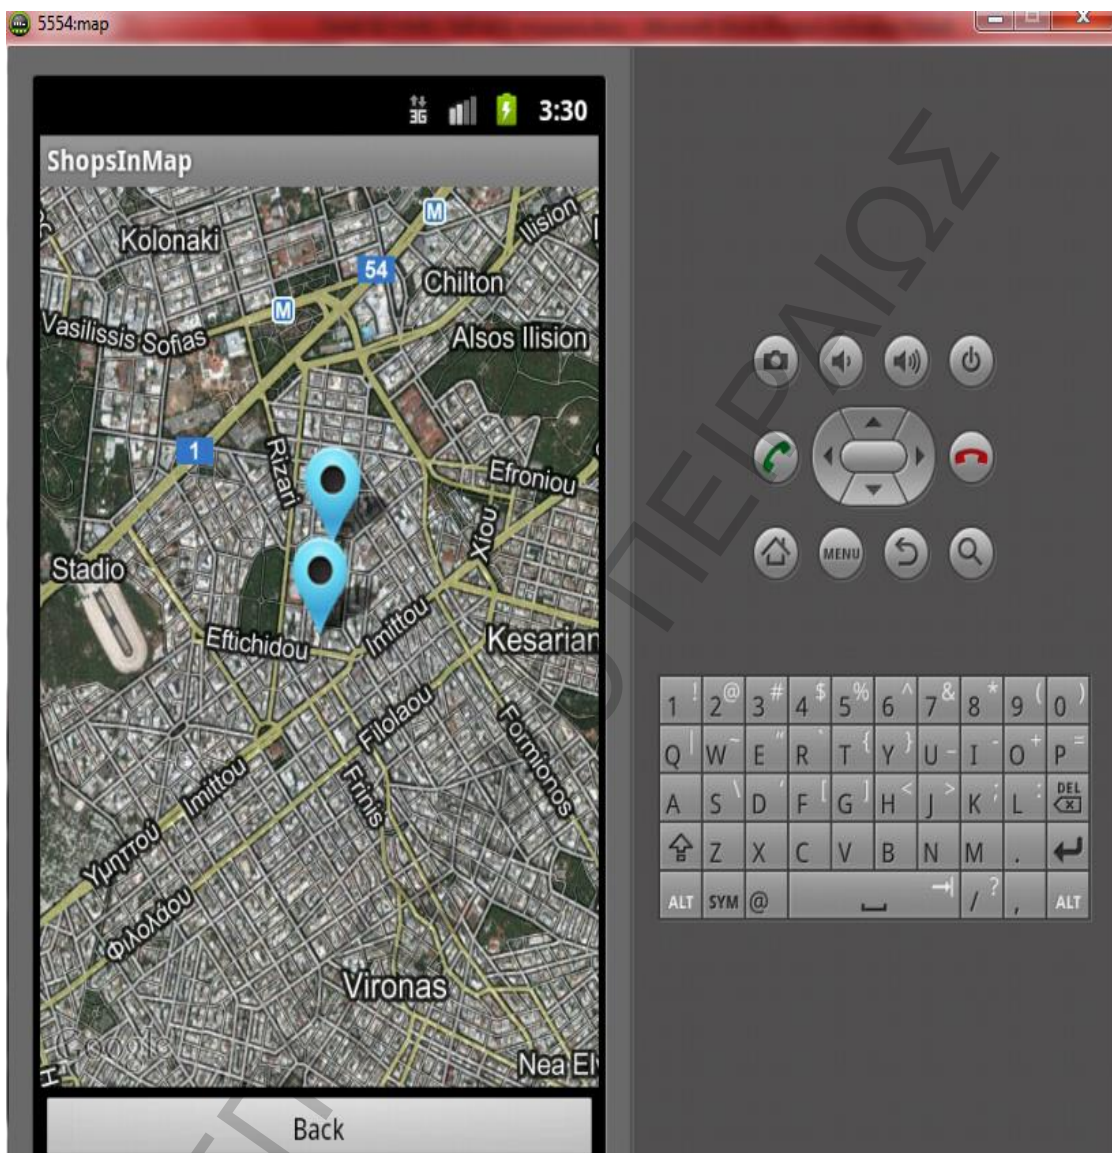 5554:map
3G
3:30
ShopsInMap
M
Kolonaki
Ilision
54
Chilton
M
Vasilissis Sofias
Alsos Ilision
1
Rizari
Efroniou
Xiou
Stadio
Eftichidou
Imittou
Kesarian
Filolaou
Formionos
Frinis
Imittou
Υμηττού
Φιλολάου
Vironas
Google
Nea El
H
Back
MENU
1 ! 2 @ 3 # 4 $ 5 % 6 ^ 7 & 8 * 9 ( 0 )
Q | W ~ E " R ` T { Y } U _ I - O + P =
A S \ D ' F [ G ] H < J > K ; L : DEL
Z X C V B N M .
ALT SYM @ / ? , ALT
ΠΕΙΡΑΙΩΣ